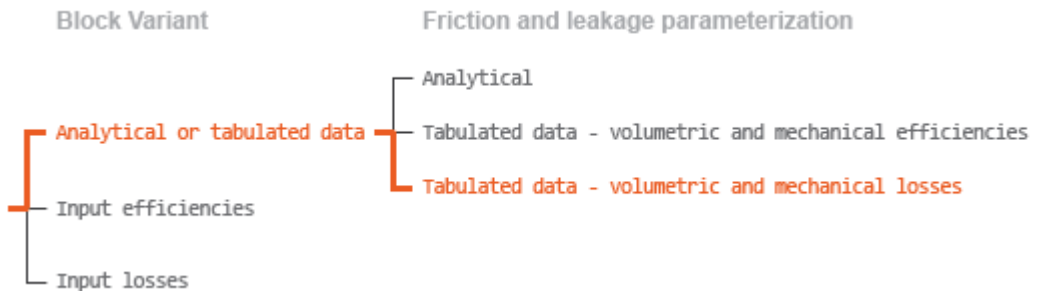 Block Variant
Friction and leakage parameterization
Analytical
Analytical or tabulated data
Tabulated data - volumetric and mechanical efficiencies
Tabulated data - volumetric and mechanical losses
Input efficiencies
Input losses